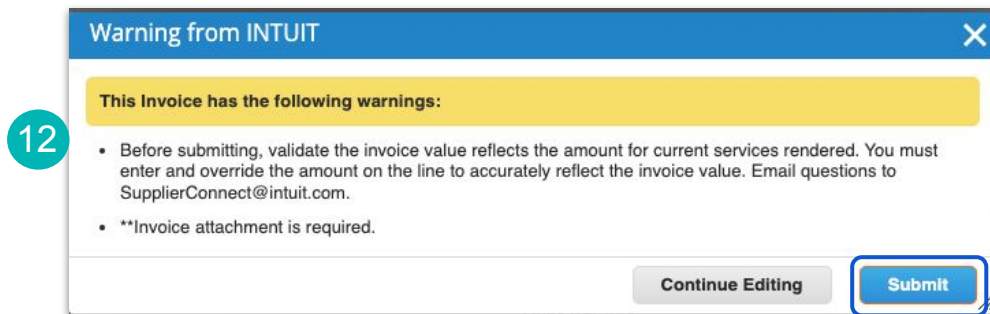 Warning from INTUIT
This Invoice has the following warnings:
12
• Before submitting, validate the invoice value reflects the amount for current services rendered. You must
enter and override the amount on the line to accurately reflect the invoice value. Email questions to
SupplierConnect@intuit.com.
• **Invoice attachment is required.
Continue Editing
Submit